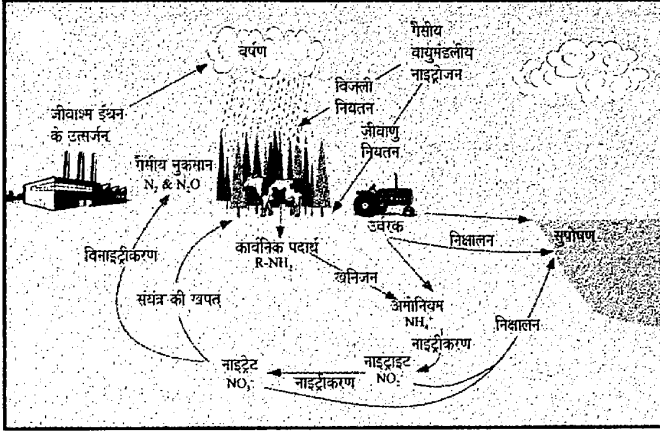 वर्षण
गैसीय
वायुमंडलीय
नाइट्रोजन
बिजली
नियतन
जीवाश्म ईंधन
के उत्सर्जन
जीवाणु
नियतन
गैसीय नुकसान
N₂ & N₂O
उर्वरक
कार्बनिक पदार्थ
R-NH₂
निक्षालन
सुपोषण
विनाइट्रीकरण
खनिजन
संयंत्र की खपत
अमोनियम
NH₄⁺
निक्षालन
नाइट्रीकरण
नाइट्रेट
NO₃⁻
नाइट्रीकरण
नाइट्राइट
NO₂⁻